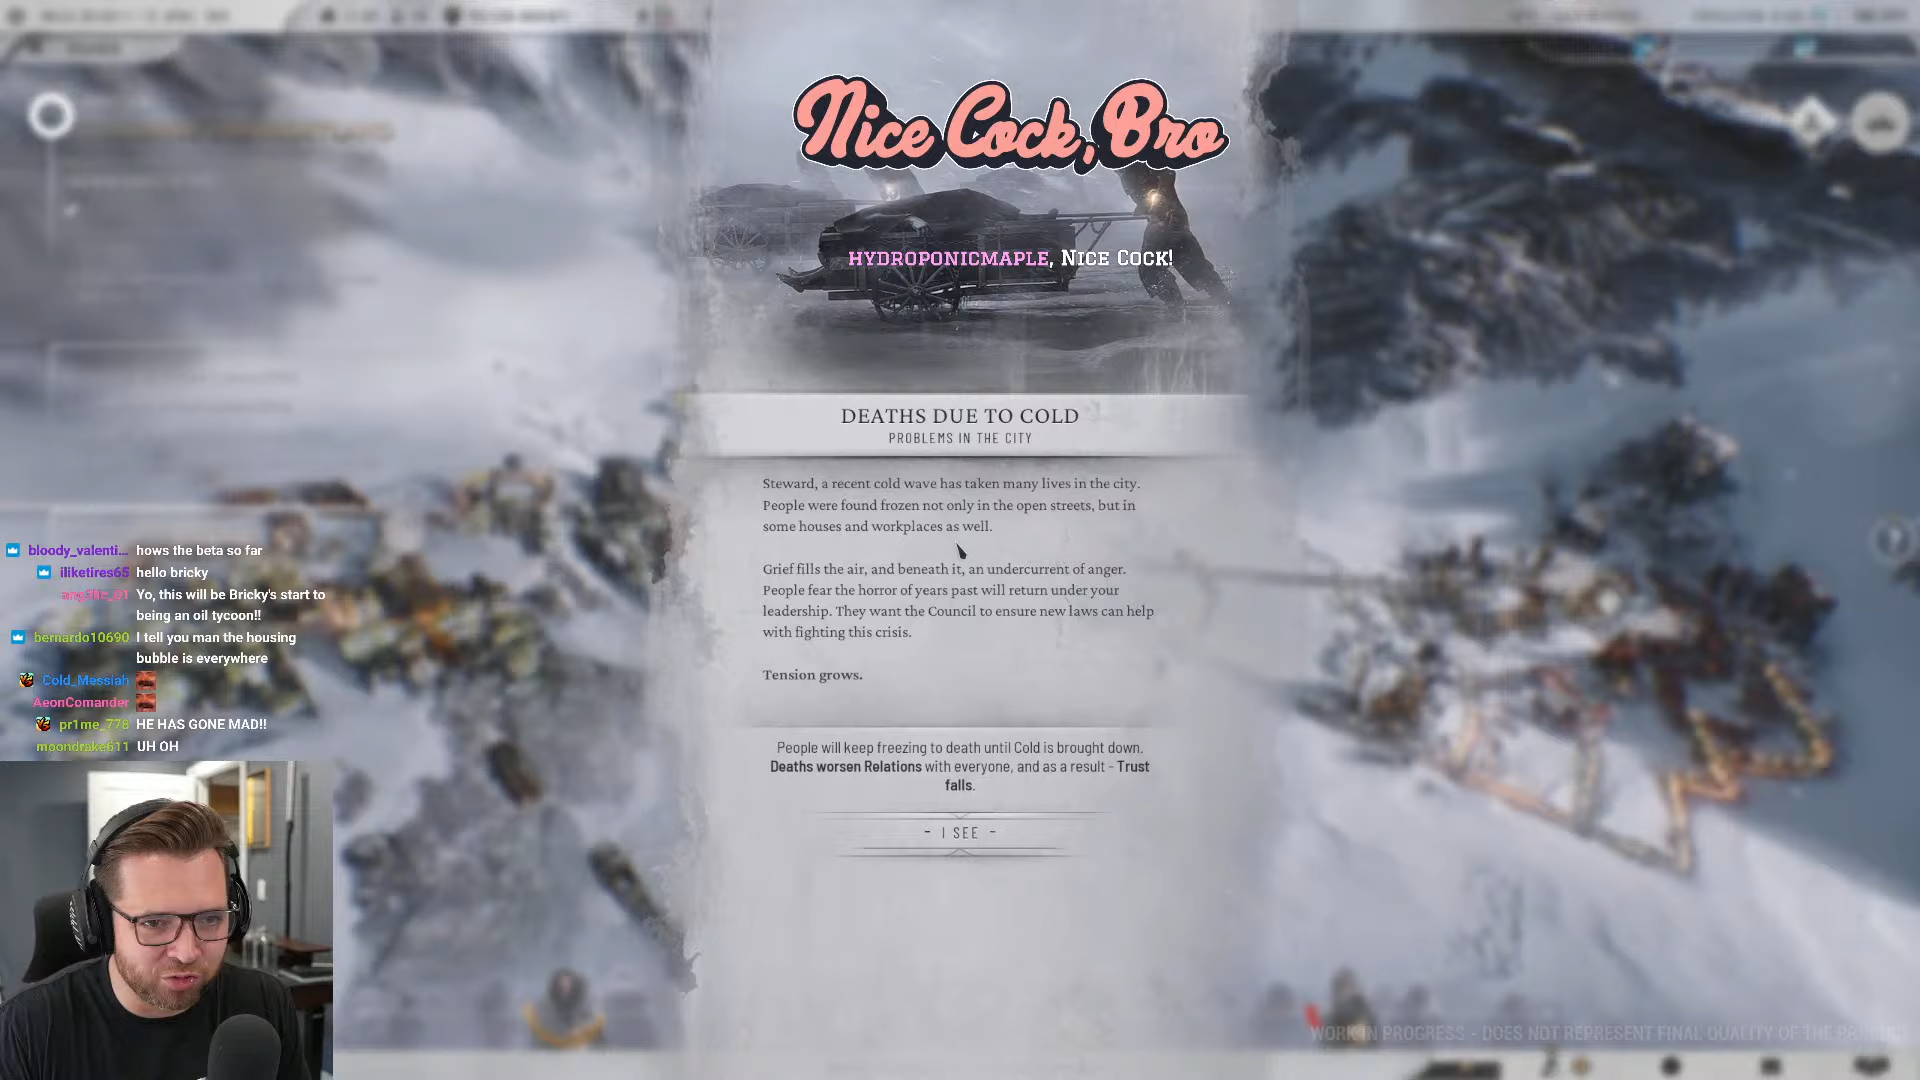 Nice Cock, Bro
HYDROPONICMAPLE, NICE COCK!
DEATHS DUE TO COLD
PROBLEMS IN THE CITY
Steward, a recent cold wave has taken many lives in the city.
People were found frozen not only in the open streets, but in
some houses and workplaces as well.
Grief fills the air, and beneath it, an undercurrent of anger.
People fear the horror of years past will return under your
leadership. They want the Council to ensure new laws can help
with fighting this crisis.
Tension grows.
People will keep freezing to death until Cold is brought down.
Deaths worsen Relations with everyone, and as a result - Trust
falls.
- I SEE -
bloody_valenti... hows the beta so far
iliketires65 hello bricky
Yo, this will be Bricky's start to
being an oil tycoon!!
bernardo10690 I tell you man the housing
bubble is everywhere
Cold_Messiah
AeonComander
pr1me_778 HE HAS GONE MAD!!
moondrake611 UH OH
WORK IN PROGRESS - DOES NOT REPRESENT FINAL QUALITY OF THE